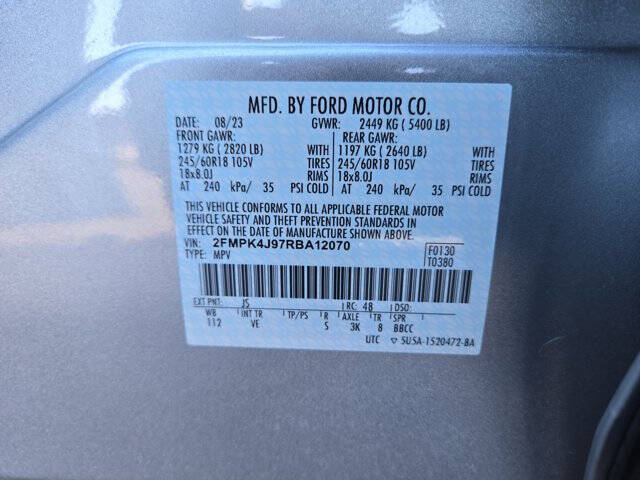 MFD. BY FORD MOTOR CO.
DATE: 08/23 GVWR: 2449 KG ( 5400 LB)
FRONT GAWR: REAR GAWR:
1279 KG ( 2820 LB) WITH 1197 KG ( 2640 LB) WITH
245/60R18 105V TIRES 245/60R18 105V TIRES
18x8.0J RIMS 18x8.0J RIMS
AT 240 kPa/ 35 PSI COLD AT 240 kPa/ 35 PSI COLD
THIS VEHICLE CONFORMS TO ALL APPLICABLE FEDERAL MOTOR
VEHICLE SAFETY AND THEFT PREVENTION STANDARDS IN
EFFECT ON THE DATE OF MANUFACTURE SHOWN ABOVE.
VIN: 2FMPK4J97RBA12070 F0130
TYPE: MPV T0380
EXT PNT: JS RC: 48 DSO:
WB INT TR TP/PS R AXLE TR SPR
112 VE S 3K 8 BBCC
UTC ▽ 5U5A-1520472-BA